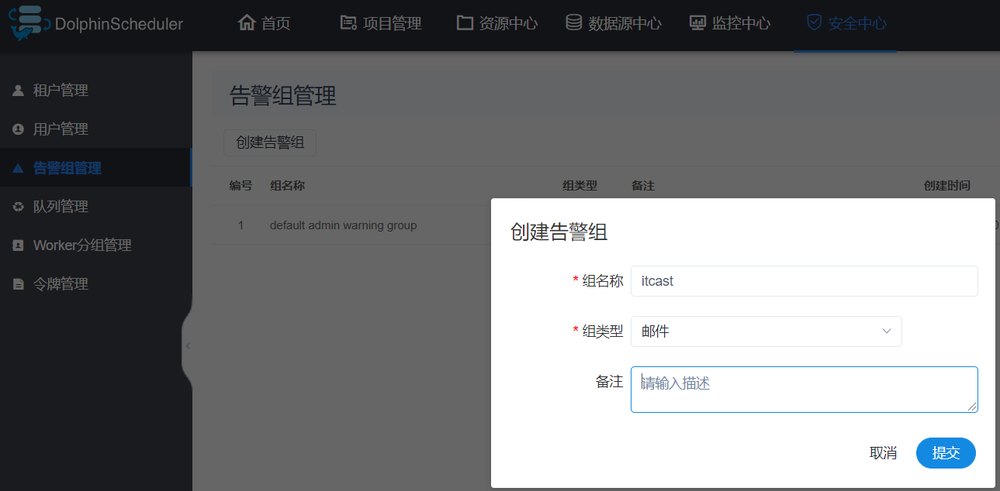 DolphinScheduler 首页 项目管理 资源中心 数据源中心 监控中心 安全中心
租户管理
用户管理
告警组管理
队列管理
Worker分组管理
令牌管理
告警组管理
创建告警组
编号 组名称 组类型 备注 创建时间
1 default admin warning group
创建告警组
* 组名称 itcast
* 组类型 邮件
备注 请输入描述
取消 提交